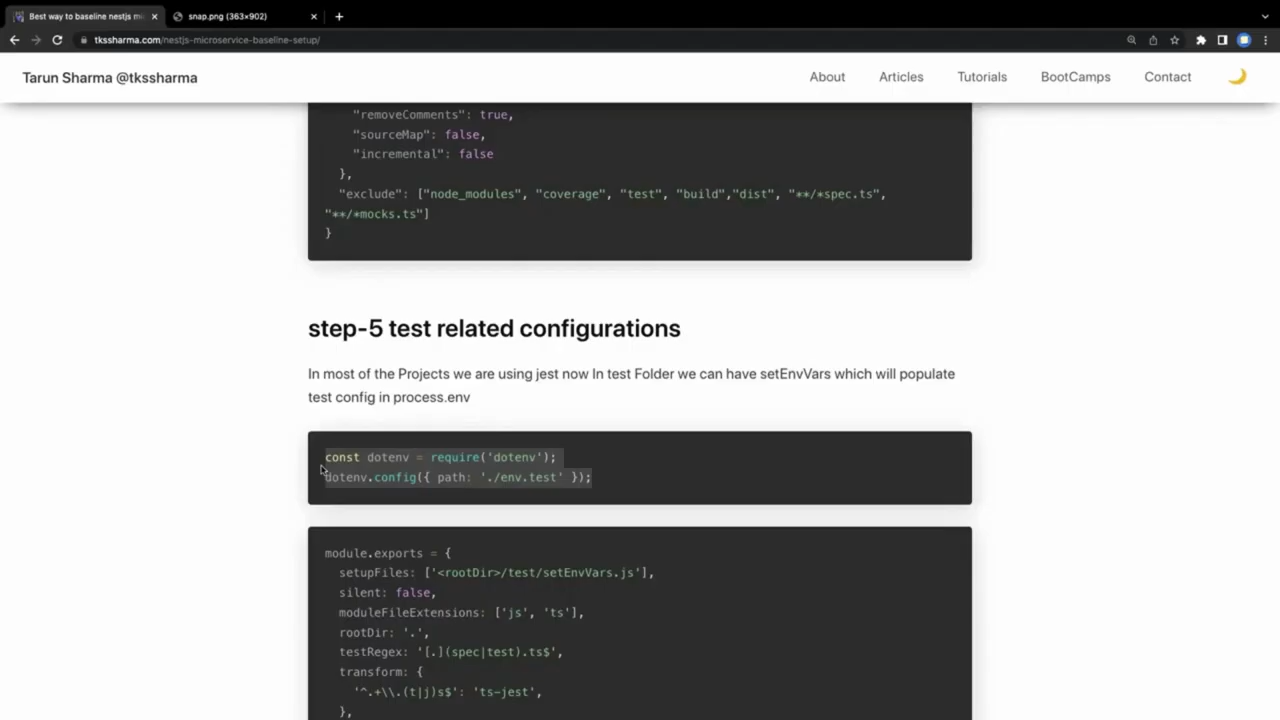 Best way to baseline nestjs mi
snap.png (363×902)
tkssharma.com/nestjs-microservice-baseline-setup/
Tarun Sharma @tkssharma
About
Articles
Tutorials
BootCamps
Contact
"removeComments": true,
"sourceMap": false,
"incremental": false
},
"exclude": ["node_modules", "coverage", "test", "build","dist", "**/*spec.ts",
"**/*mocks.ts"]
}
step-5 test related configurations
In most of the Projects we are using jest now In test Folder we can have setEnvVars which will populate
test config in process.env
const dotenv = require('dotenv');
dotenv.config({ path: './env.test' });
module.exports = {
setupFiles: ['<rootDir>/test/setEnvVars.js'],
silent: false,
moduleFileExtensions: ['js', 'ts'],
rootDir: '.',
testRegex: '[.](spec|test).ts$',
transform: {
'^.+\\.(t|j)s$': 'ts-jest',
},